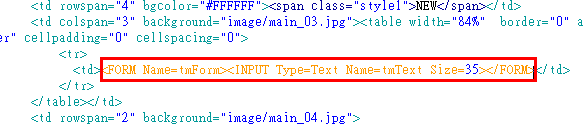 <td rowspan="4" bgColor="#FFFFFF"><span class="style1">NEW</span></td>
<td colspan="3" background="image/main_03.jpg"><table width="84%"  border="0" a
er" cellpadding="0" cellspacing="0">
<tr>
<td><FORM Name=tmForm><INPUT Type=Text Name=tmText Size=35></FORM></td>
</tr>
</table></td>
<td rowspan="2" background="image/main_04.jpg">